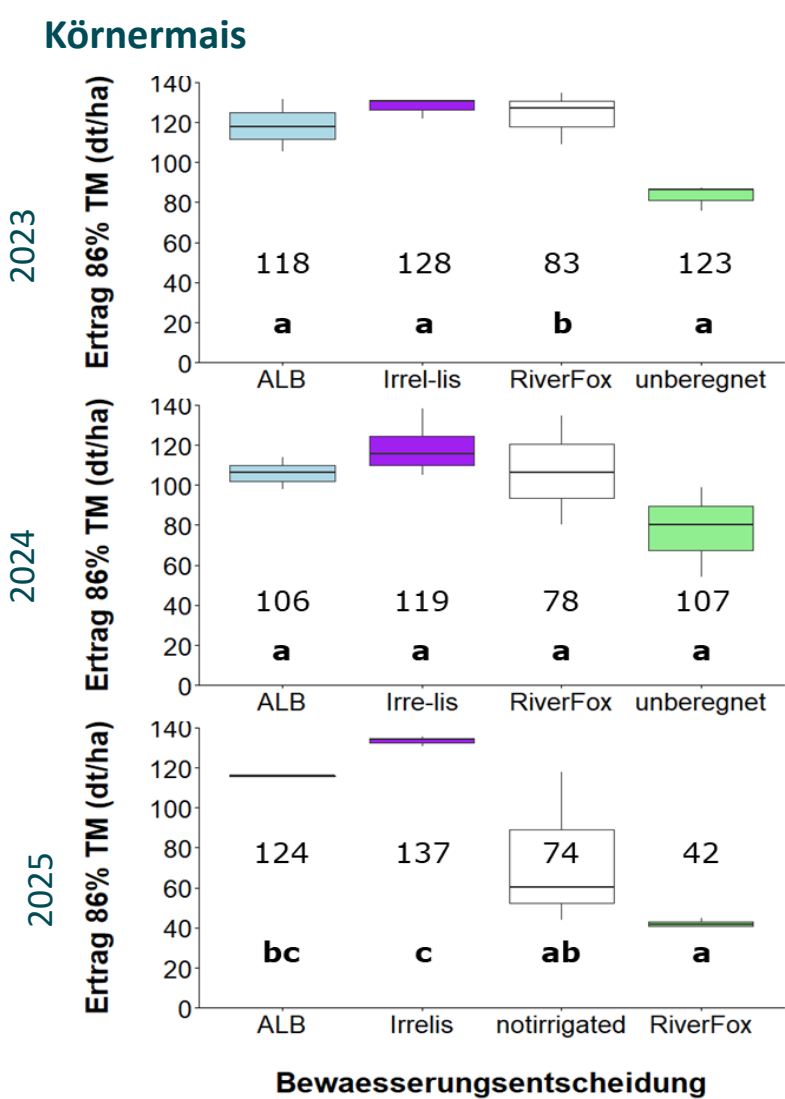 Körnermais
2023
Ertrag 86% TM (dt/ha)
140
120
100
80
60
40
20
0
118 128 83 123
a a b a
ALB Irrel-lis RiverFox unberegnet
2024
Ertrag 86% TM (dt/ha)
140
120
100
80
60
40
20
0
106 119 78 107
a a a a
ALB Irre-lis RiverFox unberegnet
2025
Ertrag 86% TM (dt/ha)
140
120
100
80
60
40
20
0
124 137 74 42
bc c ab a
ALB Irrelis notirrigated RiverFox
Bewaesserungsentscheidung